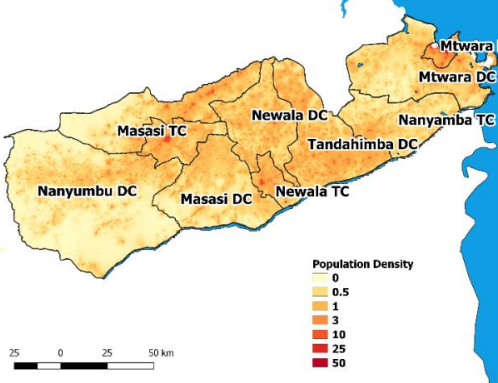 Mtwara
Mtwara DC
Nanyamba TC
Newala DC
Masasi TC
Tandahimba DC
Nanyumbu DC
Masasi DC
Newala TC
Population Density
0
0.5
1
3
10
25
50
25 0 25 50 km